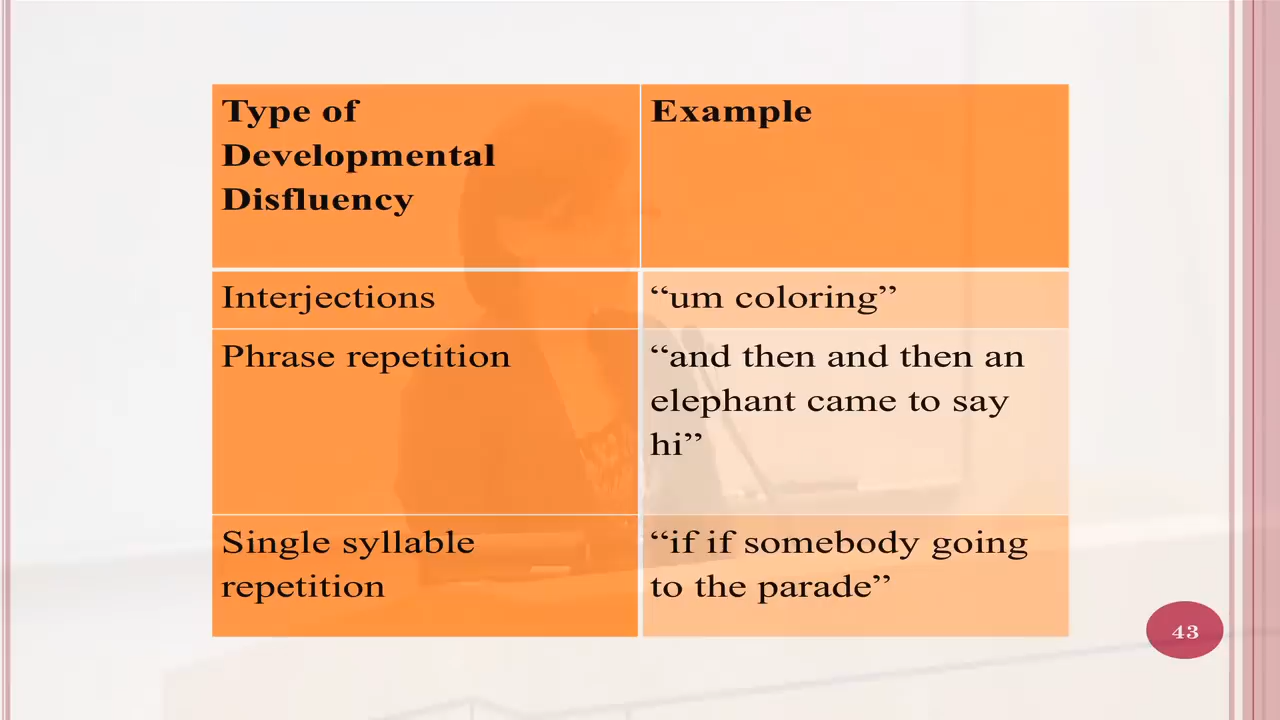 Type of
Developmental
Disfluency
Example
Interjections
“um coloring”
Phrase repetition
“and then and then an
elephant came to say
hi”
Single syllable
repetition
“if if somebody going
to the parade”
43